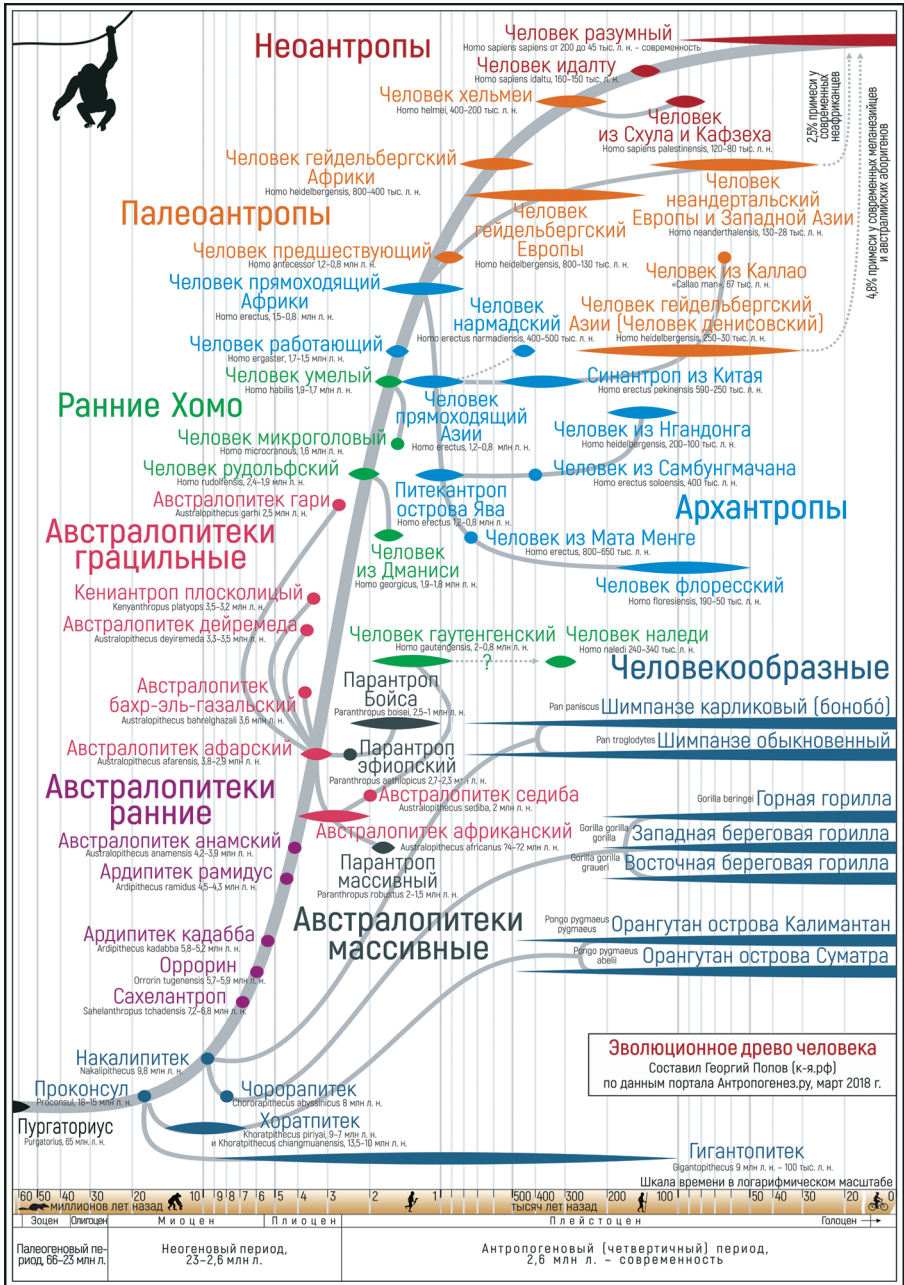 Неоантропы
Человек разумный
Homo sapiens sapiens от 200 до 45 тыс. л. н. – современность
Человек идалту
Homo sapiens idaltu, 160–150 тыс. л. н.
Человек хельмеи
Homo helmei, 400–200 тыс. л. н.
Человек
из Схула и Кафзеха
Homo sapiens palestinensis, 120–80 тыс. л. н.
2,5% примеси у
современных
неафриканцев
4,8% примеси у современных меланезийцев
и австралийских аборигенов
Человек гейдельбергский
Африки
Homo heidelbergensis, 800–400 тыс. л. н.
Палеоантропы
Человек
гейдельбергский
Европы
Homo heidelbergensis, 800–130 тыс. л. н.
Человек
неандертальский
Европы и Западной Азии
Homo neanderthalensis, 130–28 тыс. л. н.
Человек предшествующий
Homo antecessor 1,2–0,8 млн л. н.
Человек из Каллао
«Callao man», 67 тыс. л. н.
Человек прямоходящий
Африки
Homo erectus, 1,5–0,8 млн л. н.
Человек
нармадский
Homo erectus narmadiensis, 400–500 тыс. л. н.
Человек гейдельбергский
Азии (Человек денисовский)
Homo heidelbergensis, 250–30 тыс. л. н.
Человек работающий
Homo ergaster, 1,7–1,5 млн л. н.
Человек умелый
Homo habilis 1,9–1,7 млн л. н.
Синантроп из Китая
Homo erectus pekinensis 590–250 тыс. л. н.
Ранние Хомо
Человек
прямоходящий
Азии
Homo erectus, 1,2–0,8 млн л. н.
Человек из Нгандонга
Homo heidelbergensis, 200–100 тыс. л. н.
Человек микроголовый
Homo microcranous, 1,6 млн л. н.
Человек рудольфский
Homo rudolfensis, 2,4–1,9 млн л. н.
Человек из Самбунгмачана
Homo erectus soloensis, 400 тыс. л. н.
Питекантроп
острова Ява
Homo erectus 1,2–0,8 млн л. н.
Архантропы
Австралопитек гари
Australopithecus garhi 2,5 млн л. н.
Австралопитеки
грацильные
Человек
из Дманиси
Homo georgicus, 1,9–1,8 млн л. н.
Человек из Мата Менге
Homo erectus, 800–650 тыс. л. н.
Человек флоресский
Homo floresiensis, 190–50 тыс. л. н.
Кениантроп плосколицый
Kenyanthropus platyops 3,5–3,2 млн л. н.
Австралопитек дейремеда
Australopithecus deyiremeda 3,3–3,5 млн л. н.
Человек гаутенгенский
Homo gautengensis, 2–0,8 млн л. н.
?
Человек наледи
Homo naledi 240–340 тыс. л. н.
Человекообразные
Австралопитек
бахр-эль-газальский
Australopithecus bahrelghazali 3,6 млн л. н.
Парантроп
Бойса
Paranthropus boisei, 2,5–1 млн л. н.
Pan paniscus
Шимпанзе карликовый (бонобо́)
Pan troglodytes
Шимпанзе обыкновенный
Австралопитек афарский
Australopithecus afarensis, 3,8–2,9 млн л. н.
Парантроп
эфиопский
Paranthropus aethiopicus 2,7–2,3 млн л. н.
Австралопитеки
ранние
Австралопитек седиба
Australopithecus sediba, 2 млн л. н.
Gorilla beringei
Горная горилла
Австралопитек африканский
Australopithecus africanus ?4–?2 млн л. н.
Gorilla gorilla
gorilla
Западная береговая горилла
Австралопитек анамский
Australopithecus anamensis 4,2–3,9 млн л. н.
Парантроп
массивный
Paranthropus robustus 2–1,5 млн л. н.
Gorilla gorilla
graueri
Восточная береговая горилла
Ардипитек рамидус
Ardipithecus ramidus 4,5–4,3 млн л. н.
Австралопитеки
массивные
Pongo pygmaeus
pygmaeus
Орангутан острова Калимантан
Ардипитек кадабба
Ardipithecus kadabba 5,8–5,2 млн л. н.
Pongo pygmaeus
abelii
Орангутан острова Суматра
Оррорин
Orrorin tugenensis 5,7–5,9 млн л. н.
Сахелантроп
Sahelanthropus tchadensis 7,2–6,8 млн л. н.
Накалипитек
Nakalipithecus 9,8 млн л. н.
Эволюционное древо человека
Составил Георгий Попов (к-я.рф)
по данным портала Антропогенез.ру, март 2018 г.
Проконсул
Proconsul, 18–15 млн л. н.
Чорорапитек
Chororapithecus abyssinicus 8 млн л. н.
Пургаториус
Purgatorius, 65 млн. л. н.
Хоратпитек
Khoratpithecus piriyai, 9–7 млн л. н.
и Khoratpithecus chiangmuanensis, 13,5–10 млн л. н.
Гигантопитек
Gigantopithecus 9 млн л. н. – 100 тыс. л. н.
Шкала времени в логарифмическом масштабе
60 50 40 30 20 10 9 8 7 6 5 4 3 2 1 500 400 300 200 100 50 40 30 20 0
миллионов лет назад
тысяч лет назад
Эоцен Олигоцен Миоцен Плиоцен Плейстоцен Голоцен
Палеогеновый пе-
риод, 66–23 млн л.
Неогеновый период,
23–2,6 млн л.
Антропогеновый (четвертичный) период,
2,6 млн л. – современность